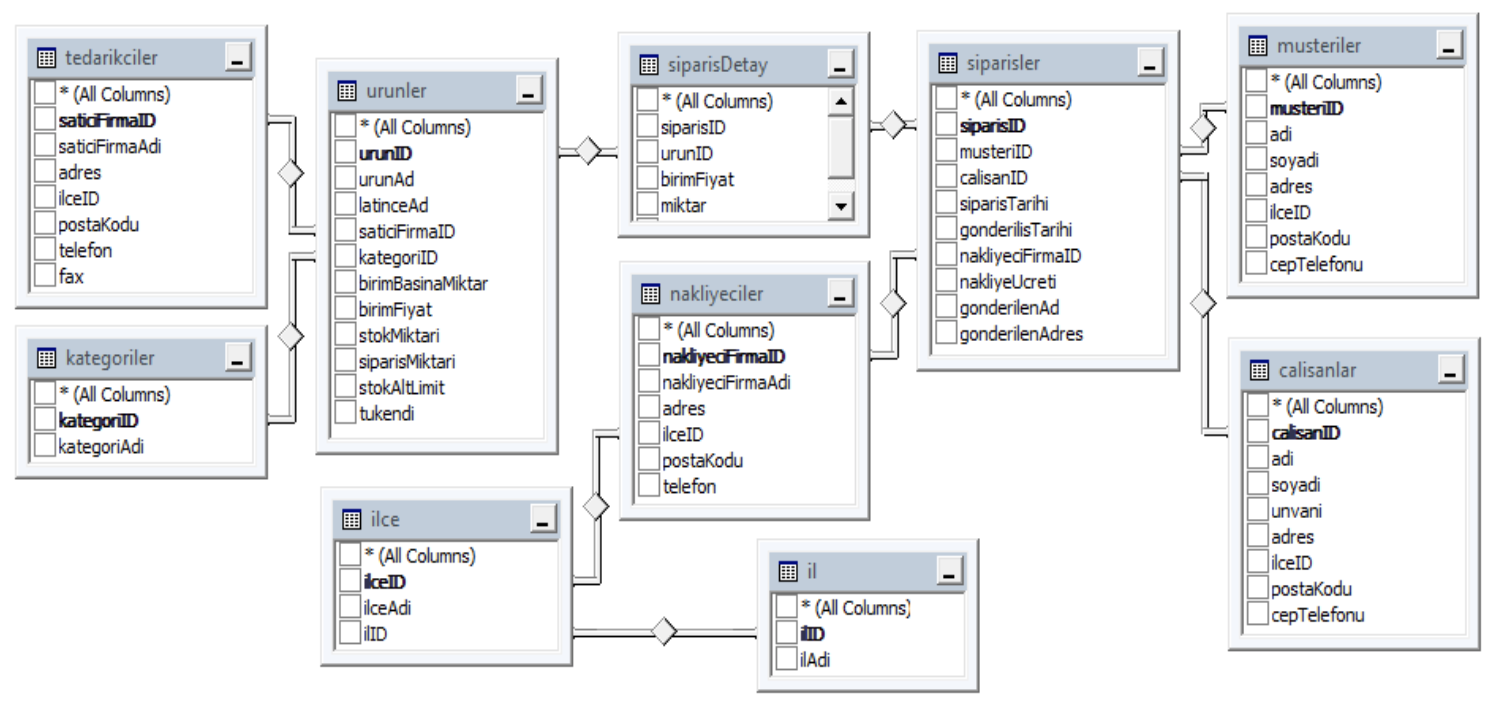 tedarikciler
* (All Columns)
saticiFirmaID
saticiFirmaAdi
adres
ilceID
postaKodu
telefon
fax
kategoriler
* (All Columns)
kategoriID
kategoriAdi
urunler
* (All Columns)
urunID
urunAd
latinceAd
saticiFirmaID
kategoriID
birimBasinaMiktar
birimFiyat
stokMiktari
siparisMiktari
stokAltLimit
tukendi
siparisDetay
* (All Columns)
siparisID
urunID
birimFiyat
miktar
nakliyeciler
* (All Columns)
nakliyeciFirmaID
nakliyeciFirmaAdi
adres
ilceID
postaKodu
telefon
siparisler
* (All Columns)
siparisID
musteriID
calisanID
siparisTarihi
gonderilisTarihi
nakliyeciFirmaID
nakliyeUcreti
gonderilenAd
gonderilenAdres
musteriler
* (All Columns)
musteriID
adi
soyadi
adres
ilceID
postaKodu
cepTelefonu
calisanlar
* (All Columns)
calisanID
adi
soyadi
unvani
adres
ilceID
postaKodu
cepTelefonu
ilce
* (All Columns)
ilceID
ilceAdi
ilID
il
* (All Columns)
ilID
ilAdi